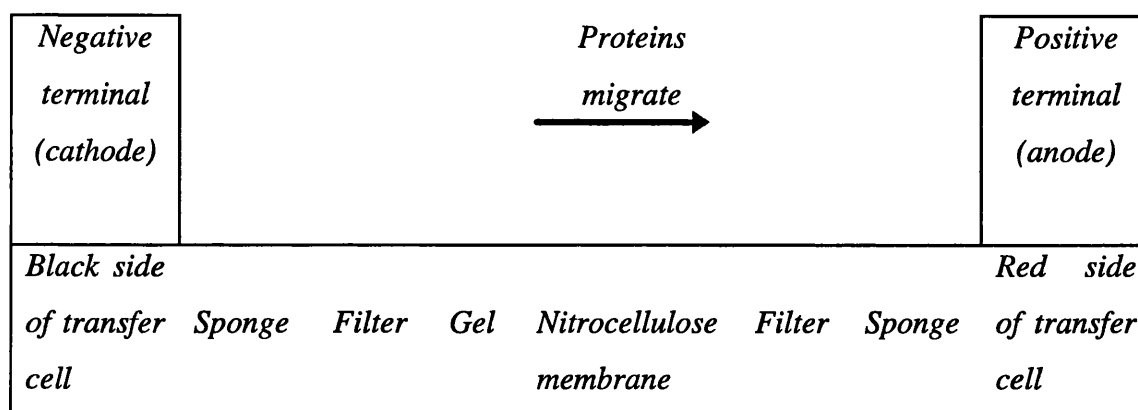 Negative
terminal
(cathode)
Proteins
migrate
Positive
terminal
(anode)
Black side
of transfer
cell
Sponge
Filter
Gel
Nitrocellulose
membrane
Filter
Sponge
Red side
of transfer
cell